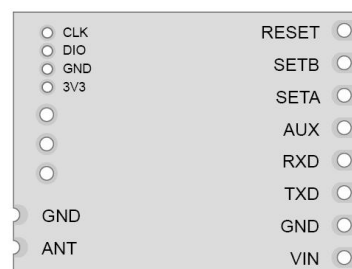 CLK
DIO
GND
3V3
GND
ANT
RESET
SETB
SETA
AUX
RXD
TXD
GND
VIN